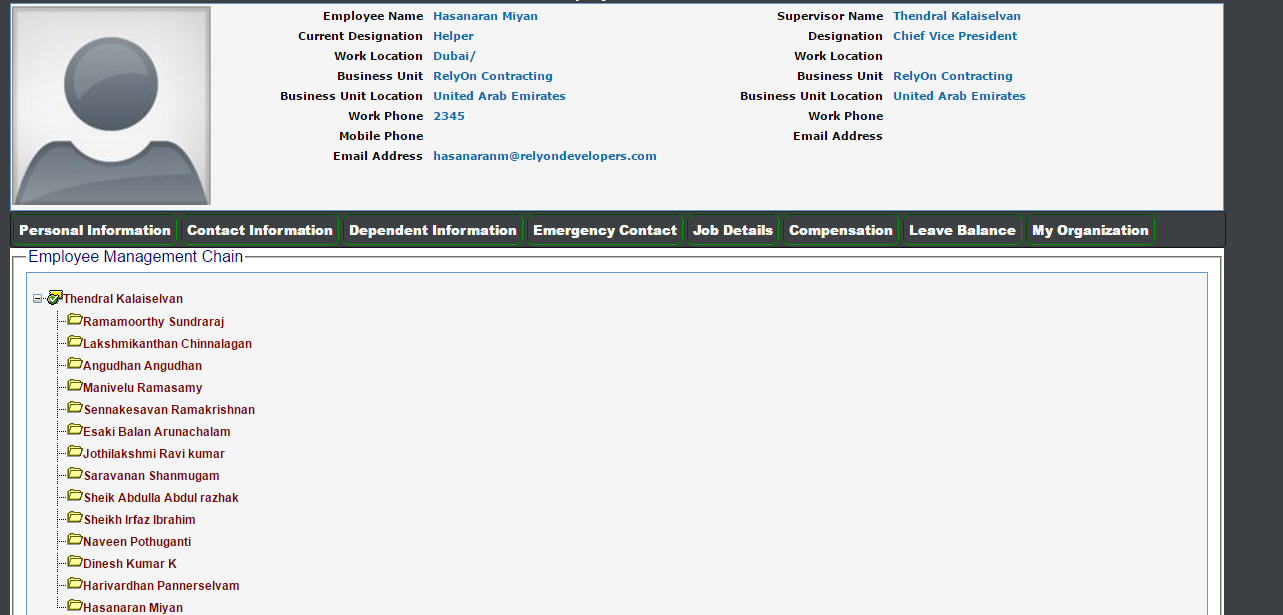 Employee Name Hasanaran Miyan Supervisor Name Thendral Kalaiselvan
Current Designation Helper Designation Chief Vice President
Work Location Dubai/ Work Location
Business Unit RelyOn Contracting Business Unit RelyOn Contracting
Business Unit Location United Arab Emirates Business Unit Location United Arab Emirates
Work Phone 2345 Work Phone
Mobile Phone Email Address
Email Address hasanaranm@relyondevelopers.com
Personal Information Contact Information Dependent Information Emergency Contact Job Details Compensation Leave Balance My Organization
Employee Management Chain
Thendral Kalaiselvan
Ramamoorthy Sundraraj
Lakshmikanthan Chinnalagan
Angudhan Angudhan
Manivelu Ramasamy
Sennakesavan Ramakrishnan
Esaki Balan Arunachalam
Jothilakshmi Ravi kumar
Saravanan Shanmugam
Sheik Abdulla Abdul razhak
Sheikh Irfaz Ibrahim
Naveen Pothuganti
Dinesh Kumar K
Harivardhan Pannerselvam
Hasanaran Miyan